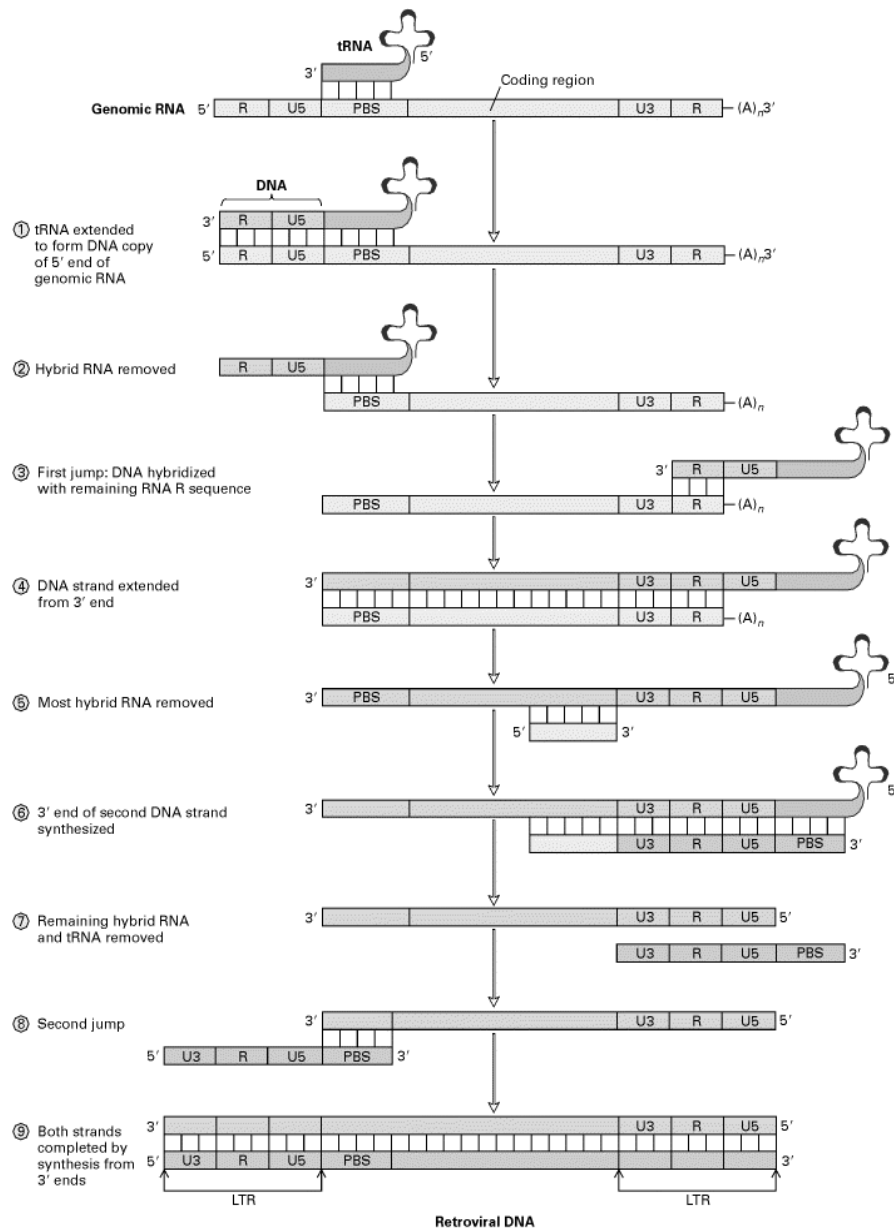 tRNA
3′
5′
Coding region
Genomic RNA 5′ R U5 PBS U3 R (A)n3′
DNA
3′ R U5
5′ R U5 PBS U3 R (A)n3′
① tRNA extended
to form DNA copy
of 5′ end of
genomic RNA
R U5
② Hybrid RNA removed
PBS U3 R (A)n
③ First jump: DNA hybridized
with remaining RNA R sequence
3′ R U5
PBS U3 R (A)n
④ DNA strand extended
from 3′ end
3′ U3 R U5
PBS U3 R (A)n
⑤ Most hybrid RNA removed
3′ PBS U3 R U5 5
5′ 3′
⑥ 3′ end of second DNA strand
synthesized
3′ U3 R U5 5
U3 R U5 PBS 3′
⑦ Remaining hybrid RNA
and tRNA removed
3′ U3 R U5 5′
U3 R U5 PBS 3′
⑧ Second jump
3′ U3 R U5 5′
5′ U3 R U5 PBS 3′
⑨ Both strands
completed by
synthesis from
3′ ends
3′ U3 R U5 5′
5′ U3 R U5 PBS 3′
LTR LTR
Retroviral DNA